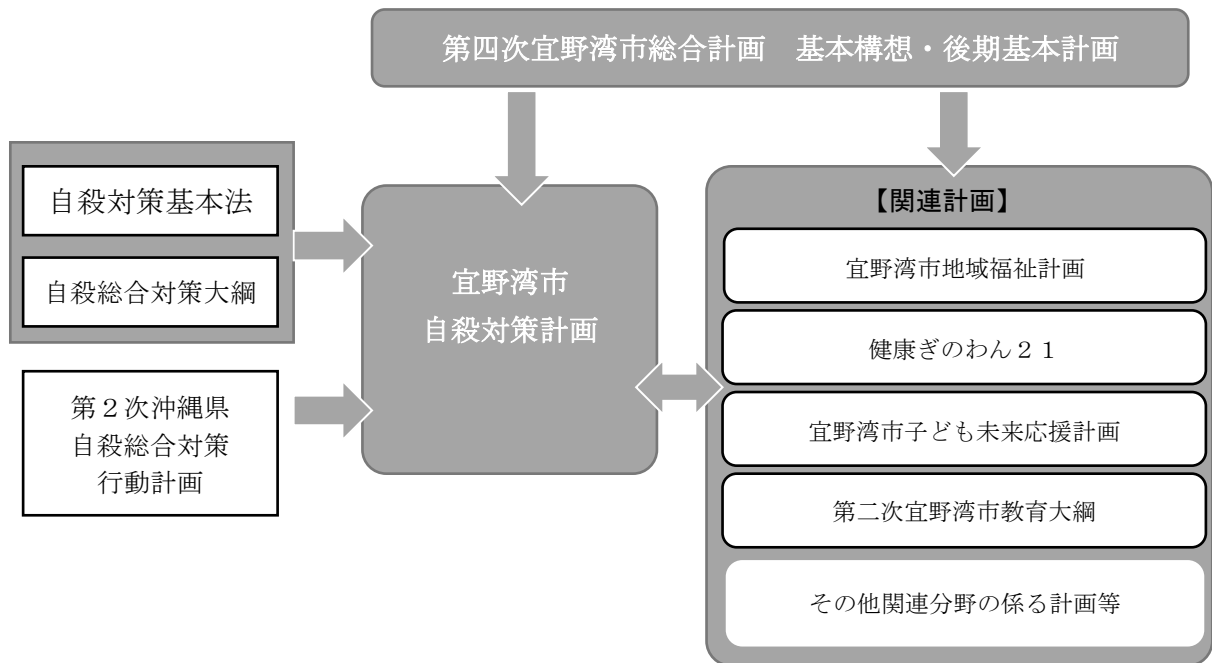 第四次宜野湾市総合計画　基本構想・後期基本計画
自殺対策基本法
自殺総合対策大綱
第２次沖縄県
自殺総合対策
行動計画
宜野湾市
自殺対策計画
【関連計画】
宜野湾市地域福祉計画
健康ぎのわん２１
宜野湾市子ども未来応援計画
第二次宜野湾市教育大綱
その他関連分野の係る計画等